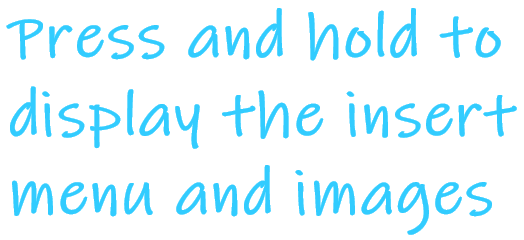 Press and hold to
display the insert
menu and images